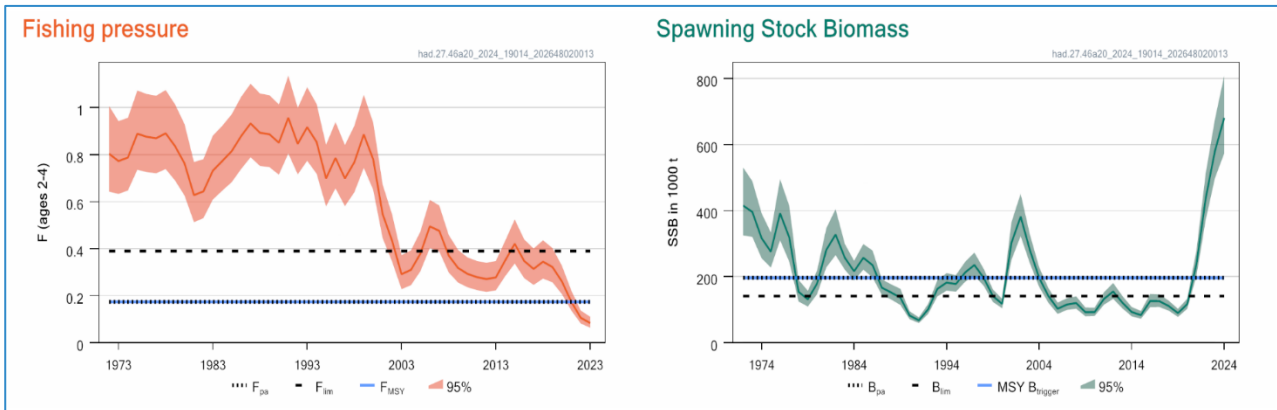 Fishing pressure
had.27.46a20_2024_19014_202648020013
F (ages 2-4)
1
0.8
0.6
0.4
0.2
0
1973 1983 1993 2003 2013 2023
Fpa Flim FMSY 95%
Spawning Stock Biomass
had.27.46a20_2024_19014_202648020013
SSB in 1000 t
800
600
400
200
0
1974 1984 1994 2004 2014 2024
Bpa Blim MSY Btrigger 95%